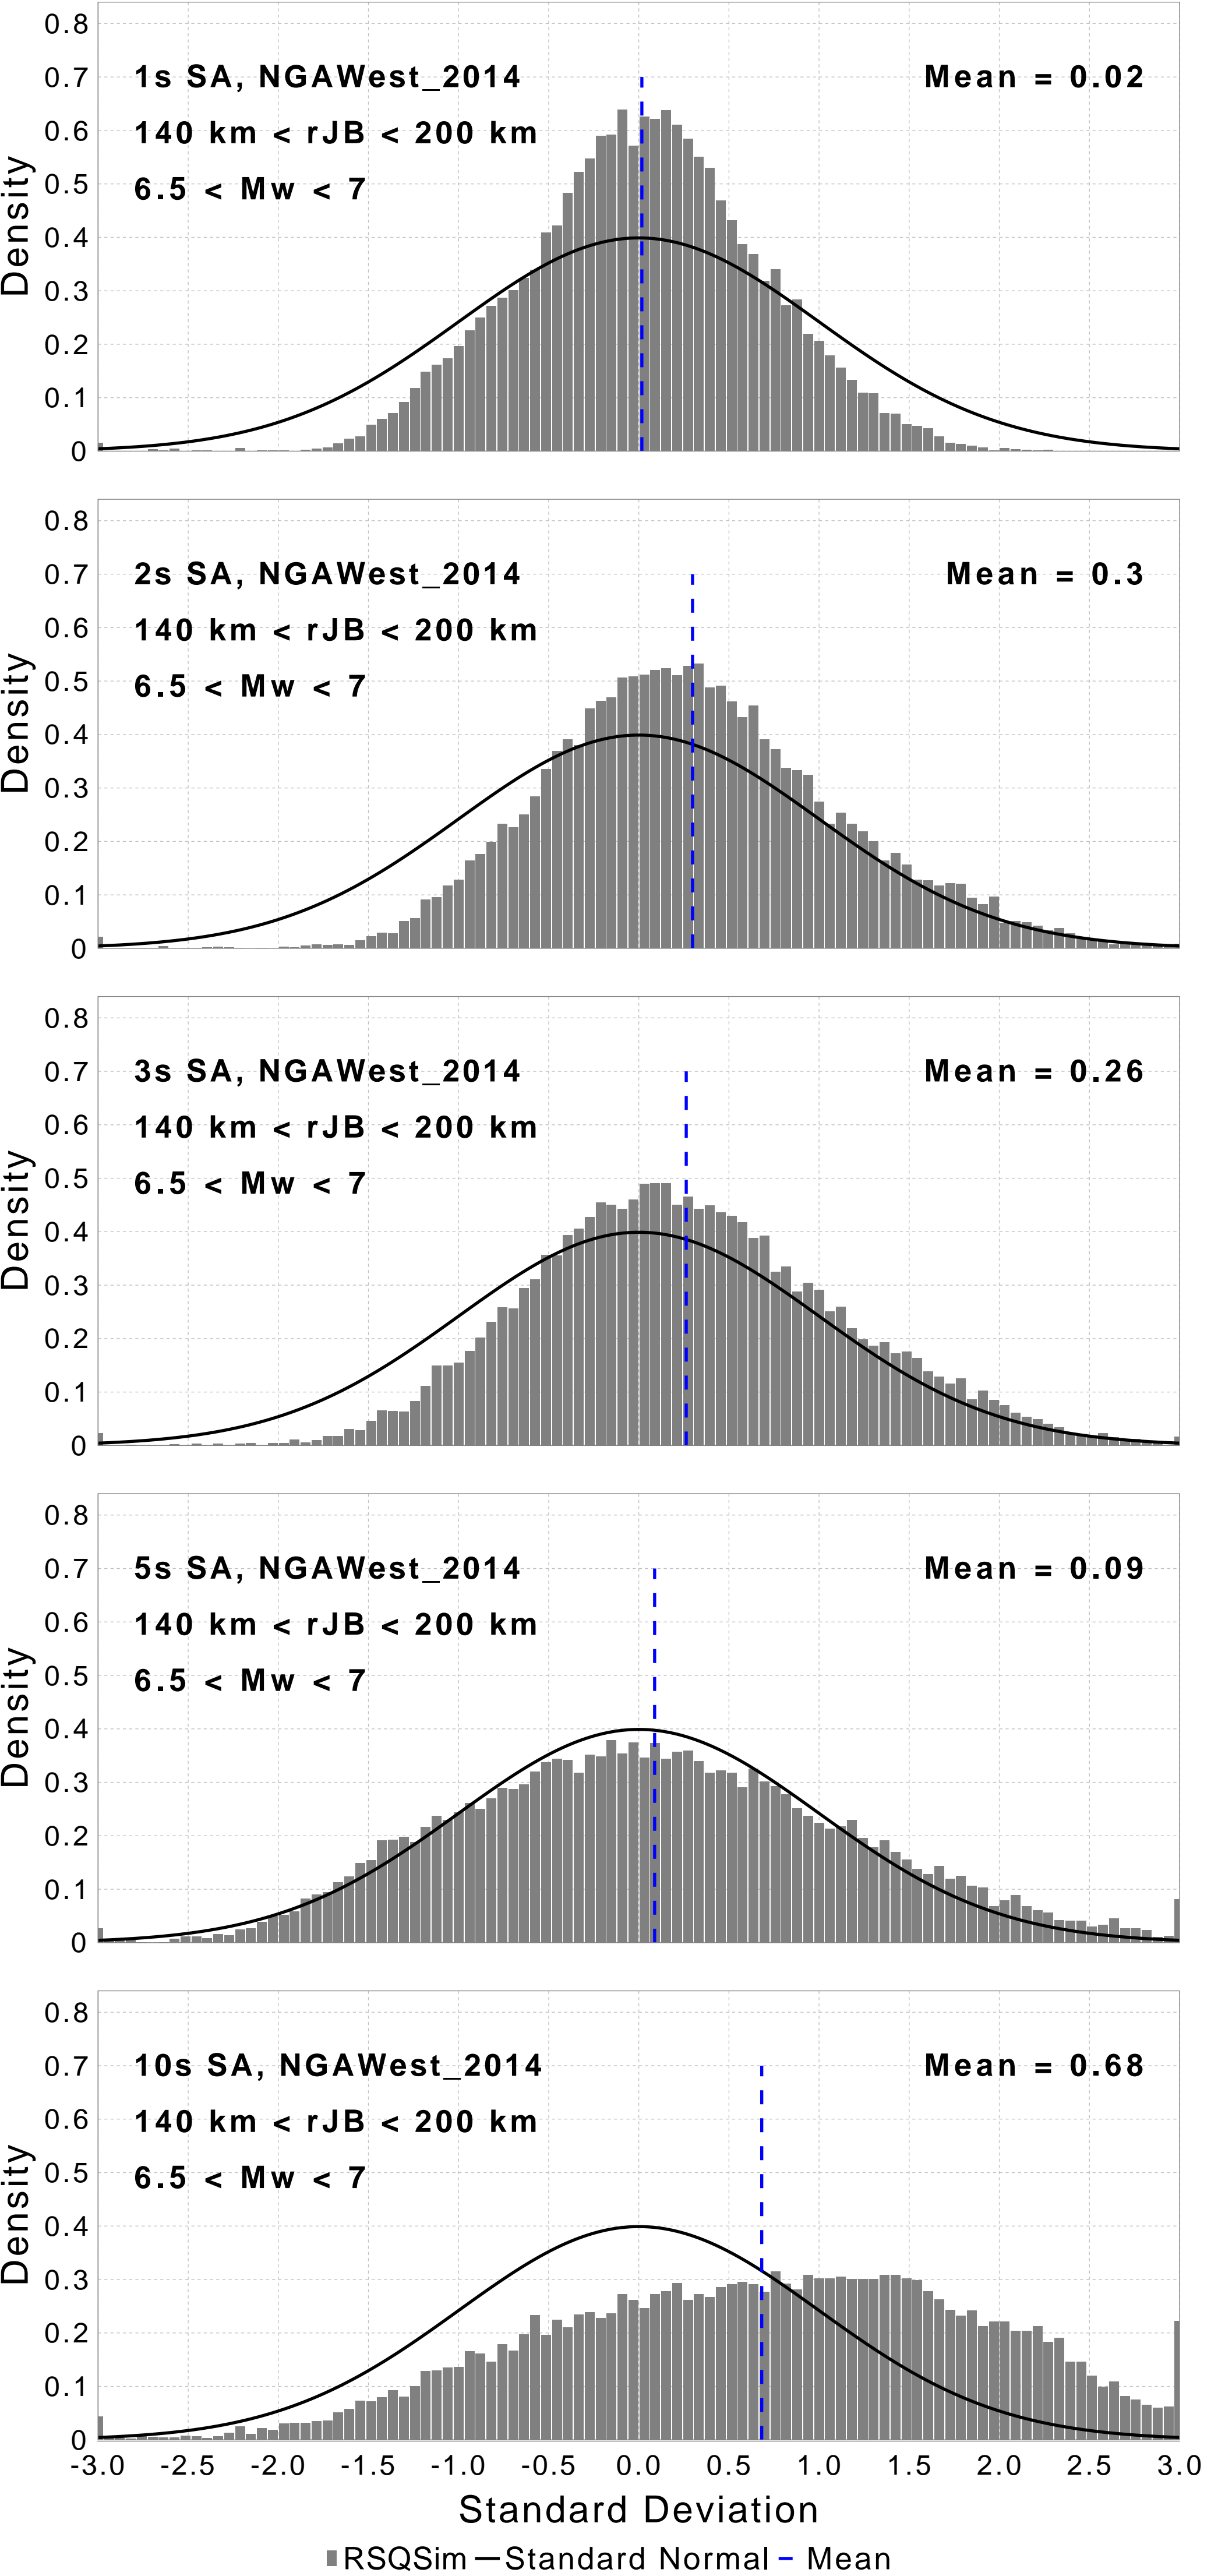 0.8
0.7
0.6
0.5
0.4
0.3
0.2
0.1
0
Density
1s SA, NGAWest_2014
Mean = 0.02
140 km < rJB < 200 km
6.5 < Mw < 7
0.8
0.7
0.6
0.5
0.4
0.3
0.2
0.1
0
Density
2s SA, NGAWest_2014
Mean = 0.3
140 km < rJB < 200 km
6.5 < Mw < 7
0.8
0.7
0.6
0.5
0.4
0.3
0.2
0.1
0
Density
3s SA, NGAWest_2014
Mean = 0.26
140 km < rJB < 200 km
6.5 < Mw < 7
0.8
0.7
0.6
0.5
0.4
0.3
0.2
0.1
0
Density
5s SA, NGAWest_2014
Mean = 0.09
140 km < rJB < 200 km
6.5 < Mw < 7
0.8
0.7
0.6
0.5
0.4
0.3
0.2
0.1
0
Density
10s SA, NGAWest_2014
Mean = 0.68
140 km < rJB < 200 km
6.5 < Mw < 7
-3.0 -2.5 -2.0 -1.5 -1.0 -0.5 0.0 0.5 1.0 1.5 2.0 2.5 3.0
Standard Deviation
RSQSim Standard Normal Mean